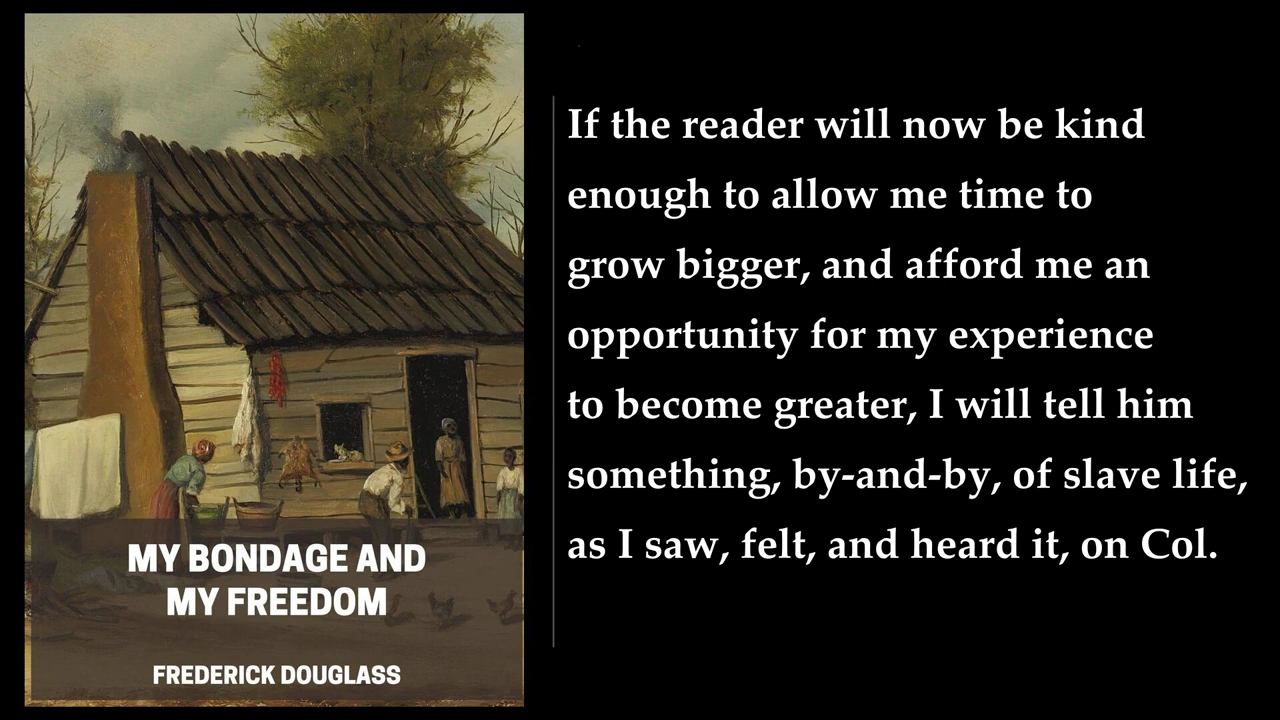 MY BONDAGE AND
MY FREEDOM
FREDERICK DOUGLASS
If the reader will now be kind
enough to allow me time to
grow bigger, and afford me an
opportunity for my experience
to become greater, I will tell him
something, by-and-by, of slave life,
as I saw, felt, and heard it, on Col.